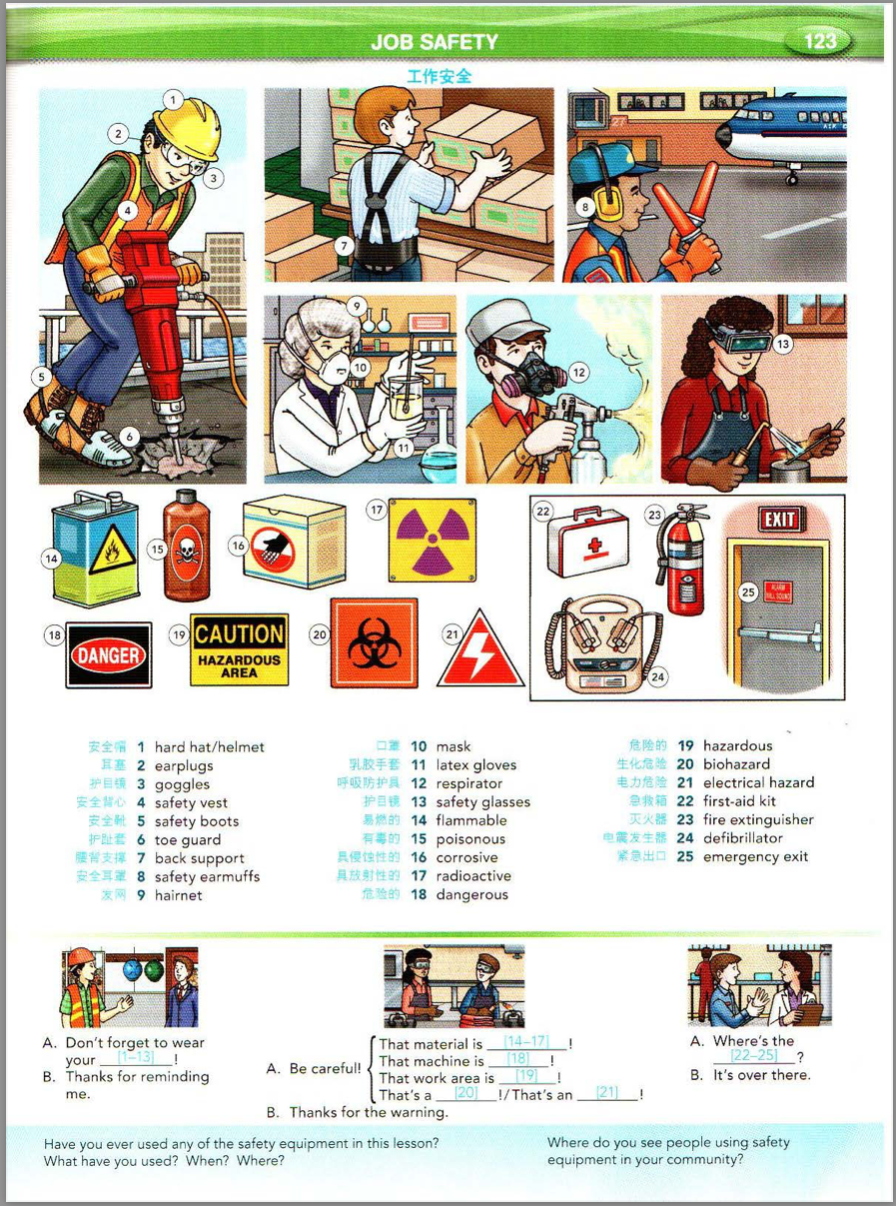 JOB SAFETY
123
工作安全
1
2
3
4
5
6
7
8
27
AIR
9
10
11
12
13
14
15
16
17
18
DANGER
19
CAUTION
HAZARDOUS
AREA
20
21
22
23
24
EXIT
25
ALARM
WILL SOUND
安全帽 1 hard hat/helmet
耳塞 2 earplugs
护目镜 3 goggles
安全背心 4 safety vest
安全靴 5 safety boots
护趾套 6 toe guard
腰背支撑 7 back support
安全耳罩 8 safety earmuffs
发网 9 hairnet
口罩 10 mask
乳胶手套 11 latex gloves
呼吸防护具 12 respirator
护目镜 13 safety glasses
易燃的 14 flammable
有毒的 15 poisonous
具侵蚀性的 16 corrosive
具放射性的 17 radioactive
危险的 18 dangerous
危险的 19 hazardous
生化危险 20 biohazard
电力危险 21 electrical hazard
急救箱 22 first-aid kit
灭火器 23 fire extinguisher
电震发生器 24 defibrillator
紧急出口 25 emergency exit
A. Don't forget to wear
your [1–13] !
B. Thanks for reminding
me.
A. Be careful!
That material is [14–17] !
That machine is [18] !
That work area is [19] !
That's a [20] !/That's an [21] !
B. Thanks for the warning.
A. Where's the
[22–25] ?
B. It's over there.
Have you ever used any of the safety equipment in this lesson?
What have you used? When? Where?
Where do you see people using safety
equipment in your community?